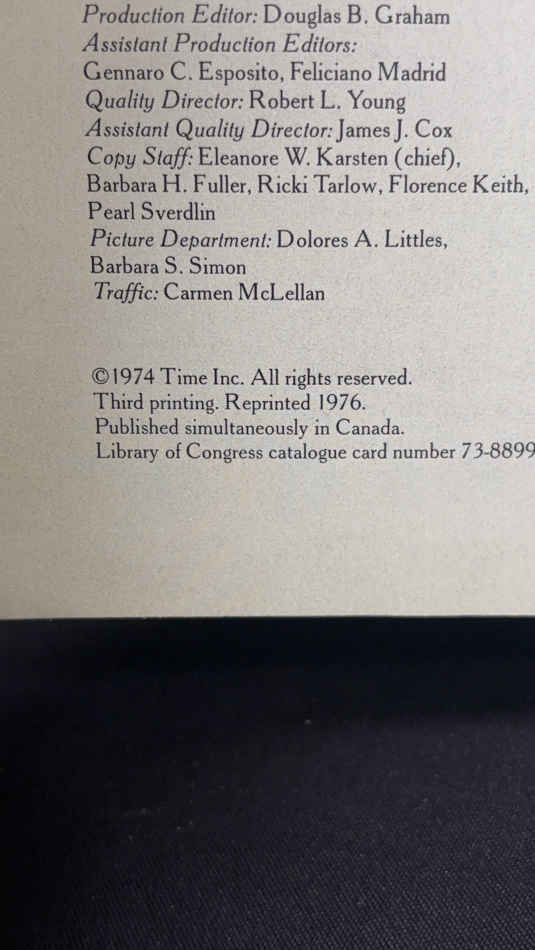 Production Editor: Douglas B. Graham
Assistant Production Editors:
Gennaro C. Esposito, Feliciano Madrid
Quality Director: Robert L. Young
Assistant Quality Director: James J. Cox
Copy Staff: Eleanore W. Karsten (chief),
Barbara H. Fuller, Ricki Tarlow, Florence Keith,
Pearl Sverdlin
Picture Department: Dolores A. Littles,
Barbara S. Simon
Traffic: Carmen McLellan
©1974 Time Inc. All rights reserved.
Third printing. Reprinted 1976.
Published simultaneously in Canada.
Library of Congress catalogue card number 73-8899